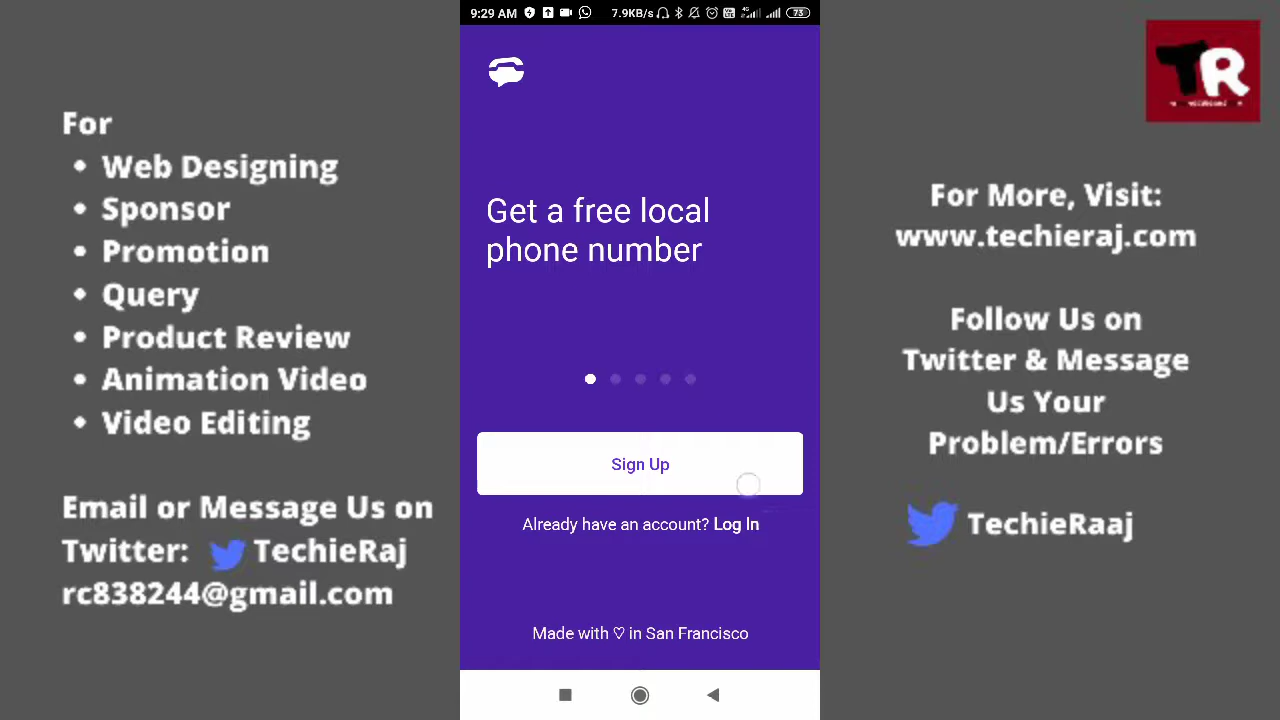 For
Web Designing
Sponsor
Promotion
Query
Product Review
Animation Video
Video Editing
Email or Message Us on
Twitter: TechieRaj
rc838244@gmail.com
9:29 AM 7.9KB/s 4G 73
Get a free local
phone number
Sign Up
Already have an account? Log In
Made with ♡ in San Francisco
TR
For More, Visit:
www.techieraj.com
Follow Us on
Twitter & Message
Us Your
Problem/Errors
TechieRaaj